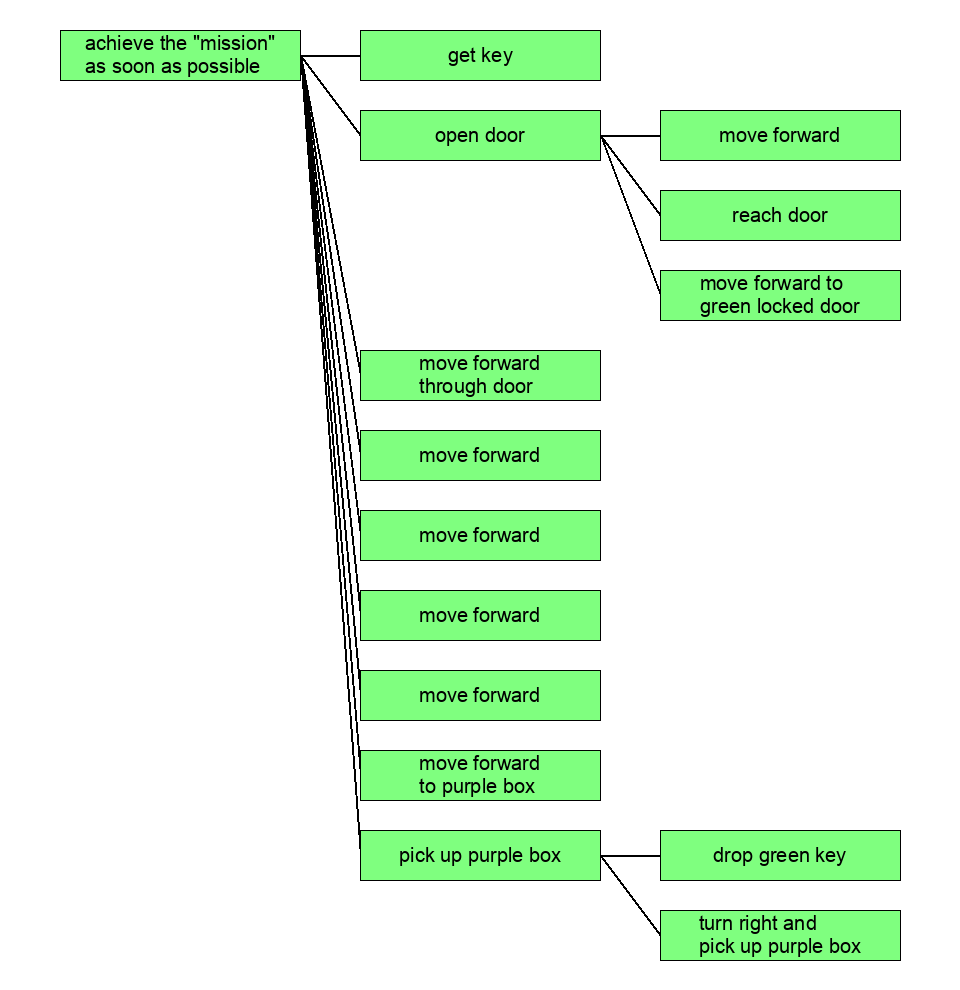 achieve the "mission"
as soon as possible
get key
open door
move forward
reach door
move forward to
green locked door
move forward
through door
move forward
move forward
move forward
move forward
move forward
to purple box
pick up purple box
drop green key
turn right and
pick up purple box